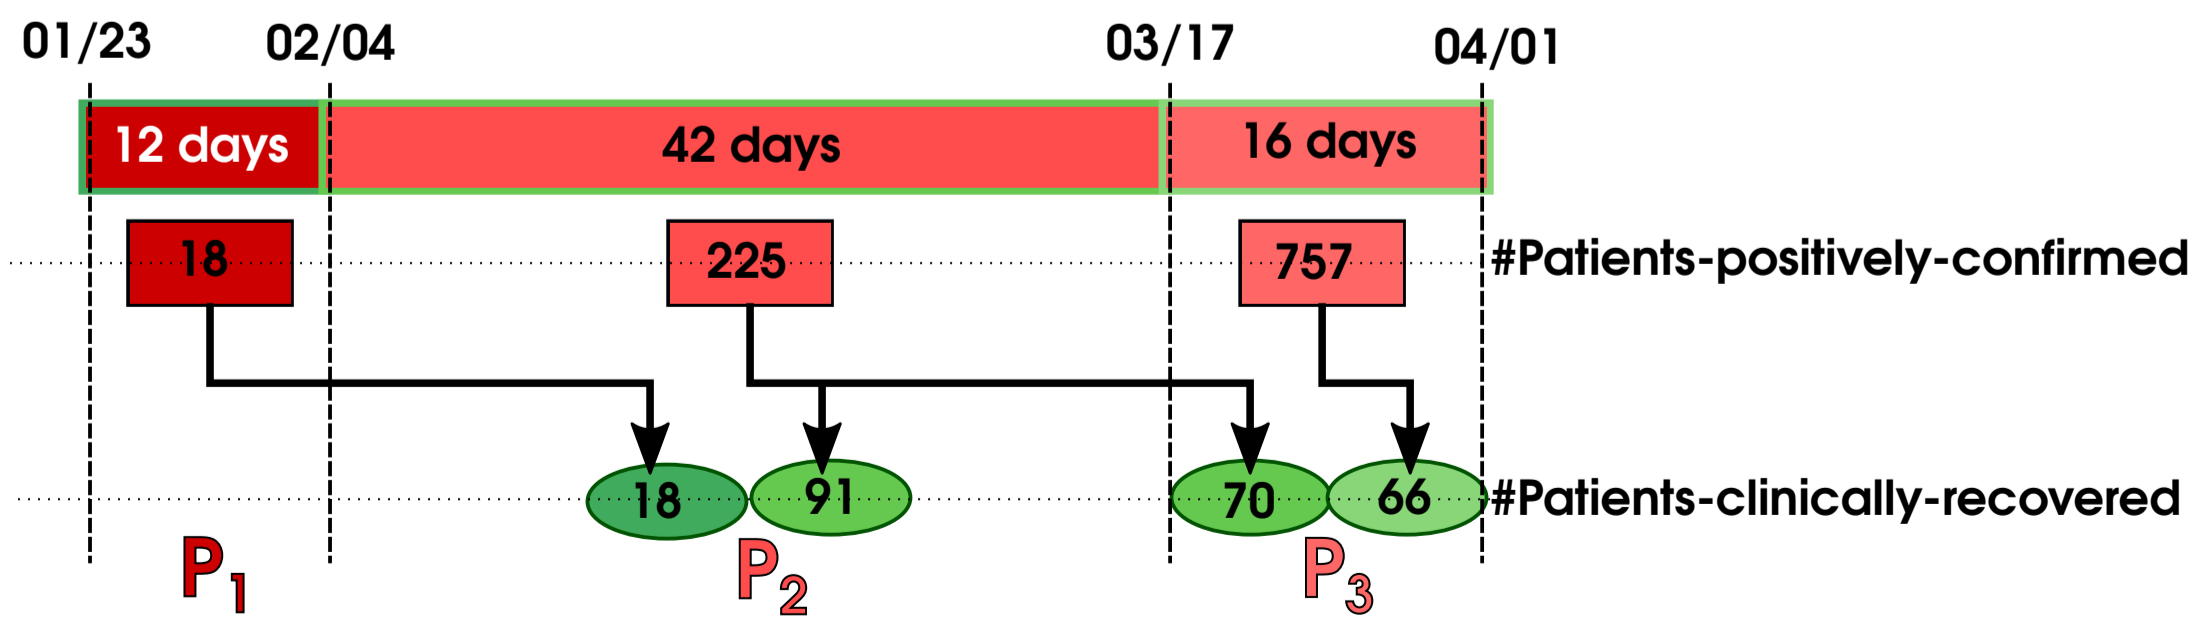 01/23 02/04 03/17 04/01
12 days 42 days 16 days
18 225 757 #Patients-positively-confirmed
18 91 70 66 #Patients-clinically-recovered
P1 P2 P3